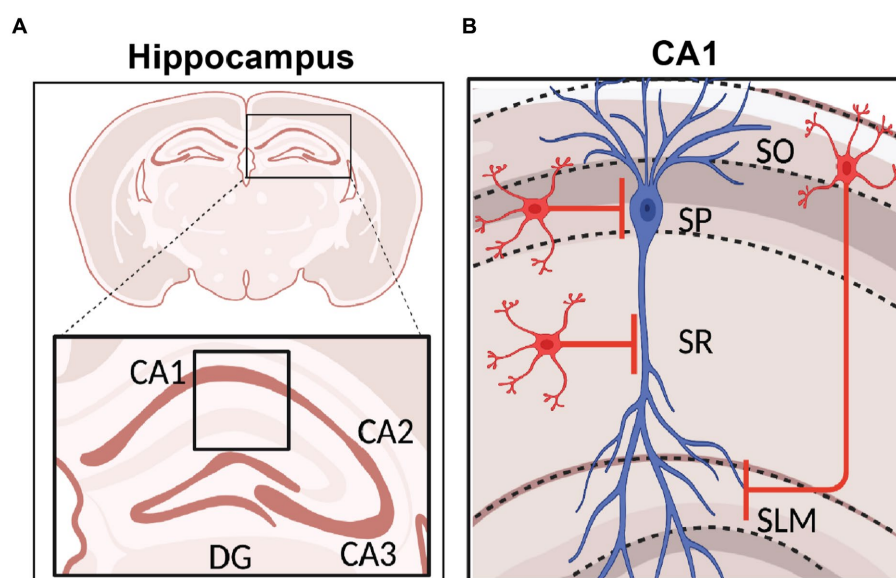 A
Hippocampus
CA1
CA2
CA3
DG
B
CA1
SO
SP
SR
SLM